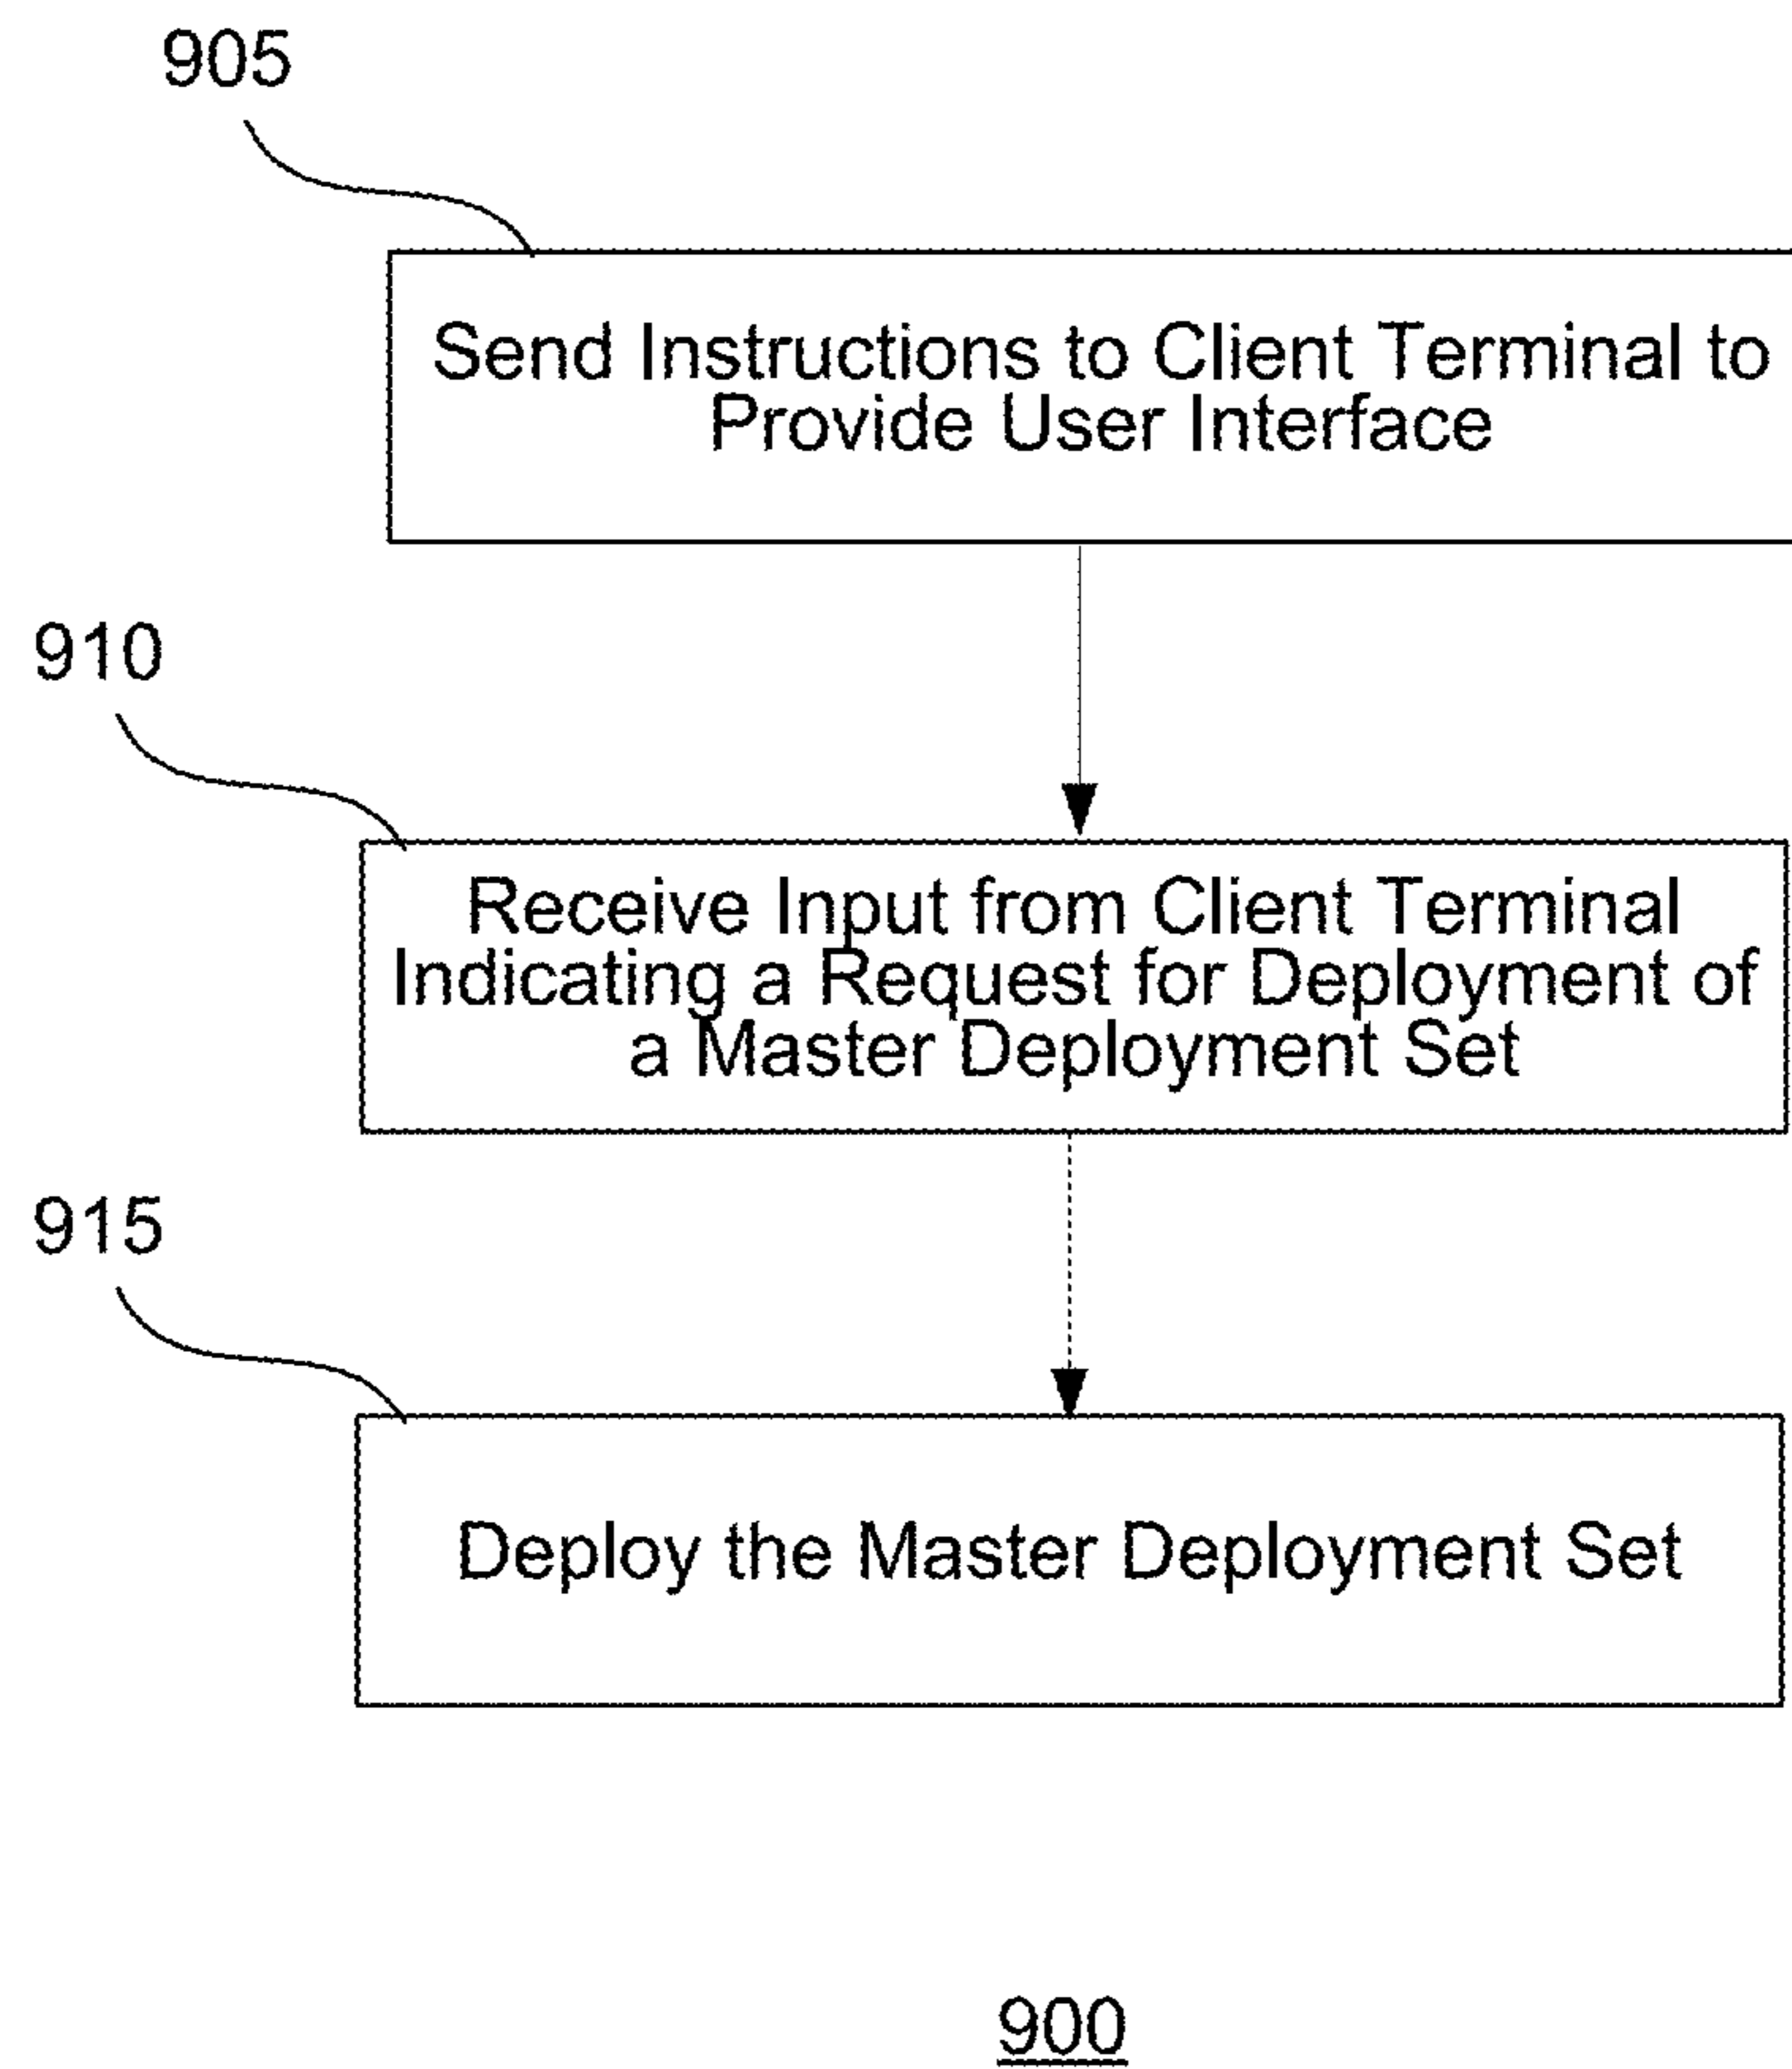 905
Send Instructions to Client Terminal to
Provide User Interface
910
Receive Input from Client Terminal
Indicating a Request for Deployment of
a Master Deployment Set
915
Deploy the Master Deployment Set
900